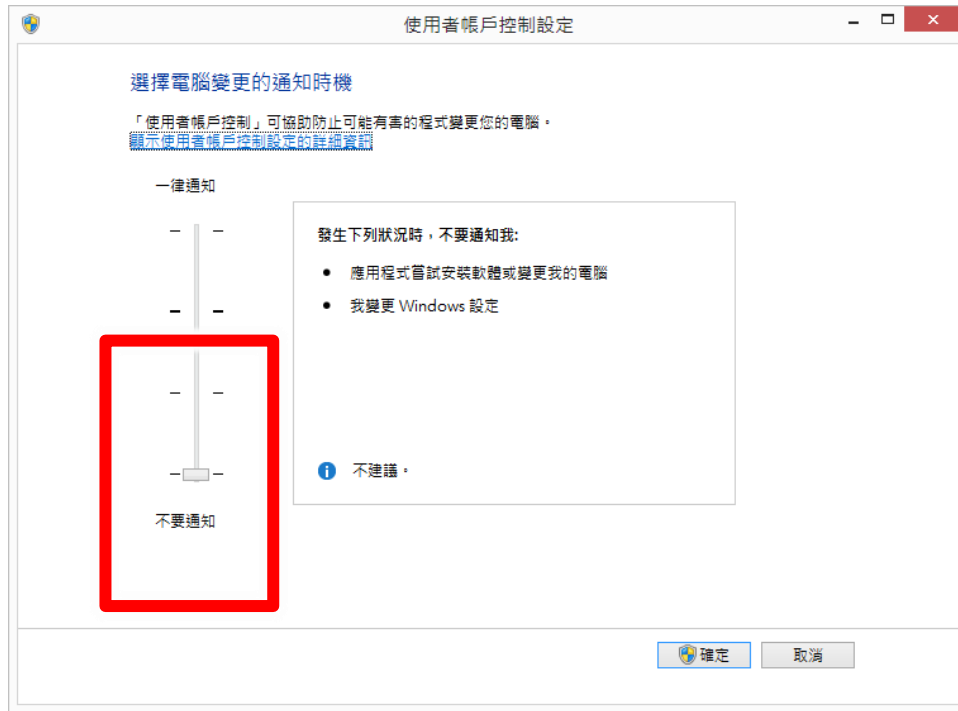 使用者帳戶控制設定
選擇電腦變更的通知時機
「使用者帳戶控制」可協助防止可能有害的程式變更您的電腦。
顯示使用者帳戶控制設定的詳細資訊
一律通知
發生下列狀況時，不要通知我:
● 應用程式嘗試安裝軟體或變更我的電腦
● 我變更 Windows 設定
不建議。
不要通知
確定
取消